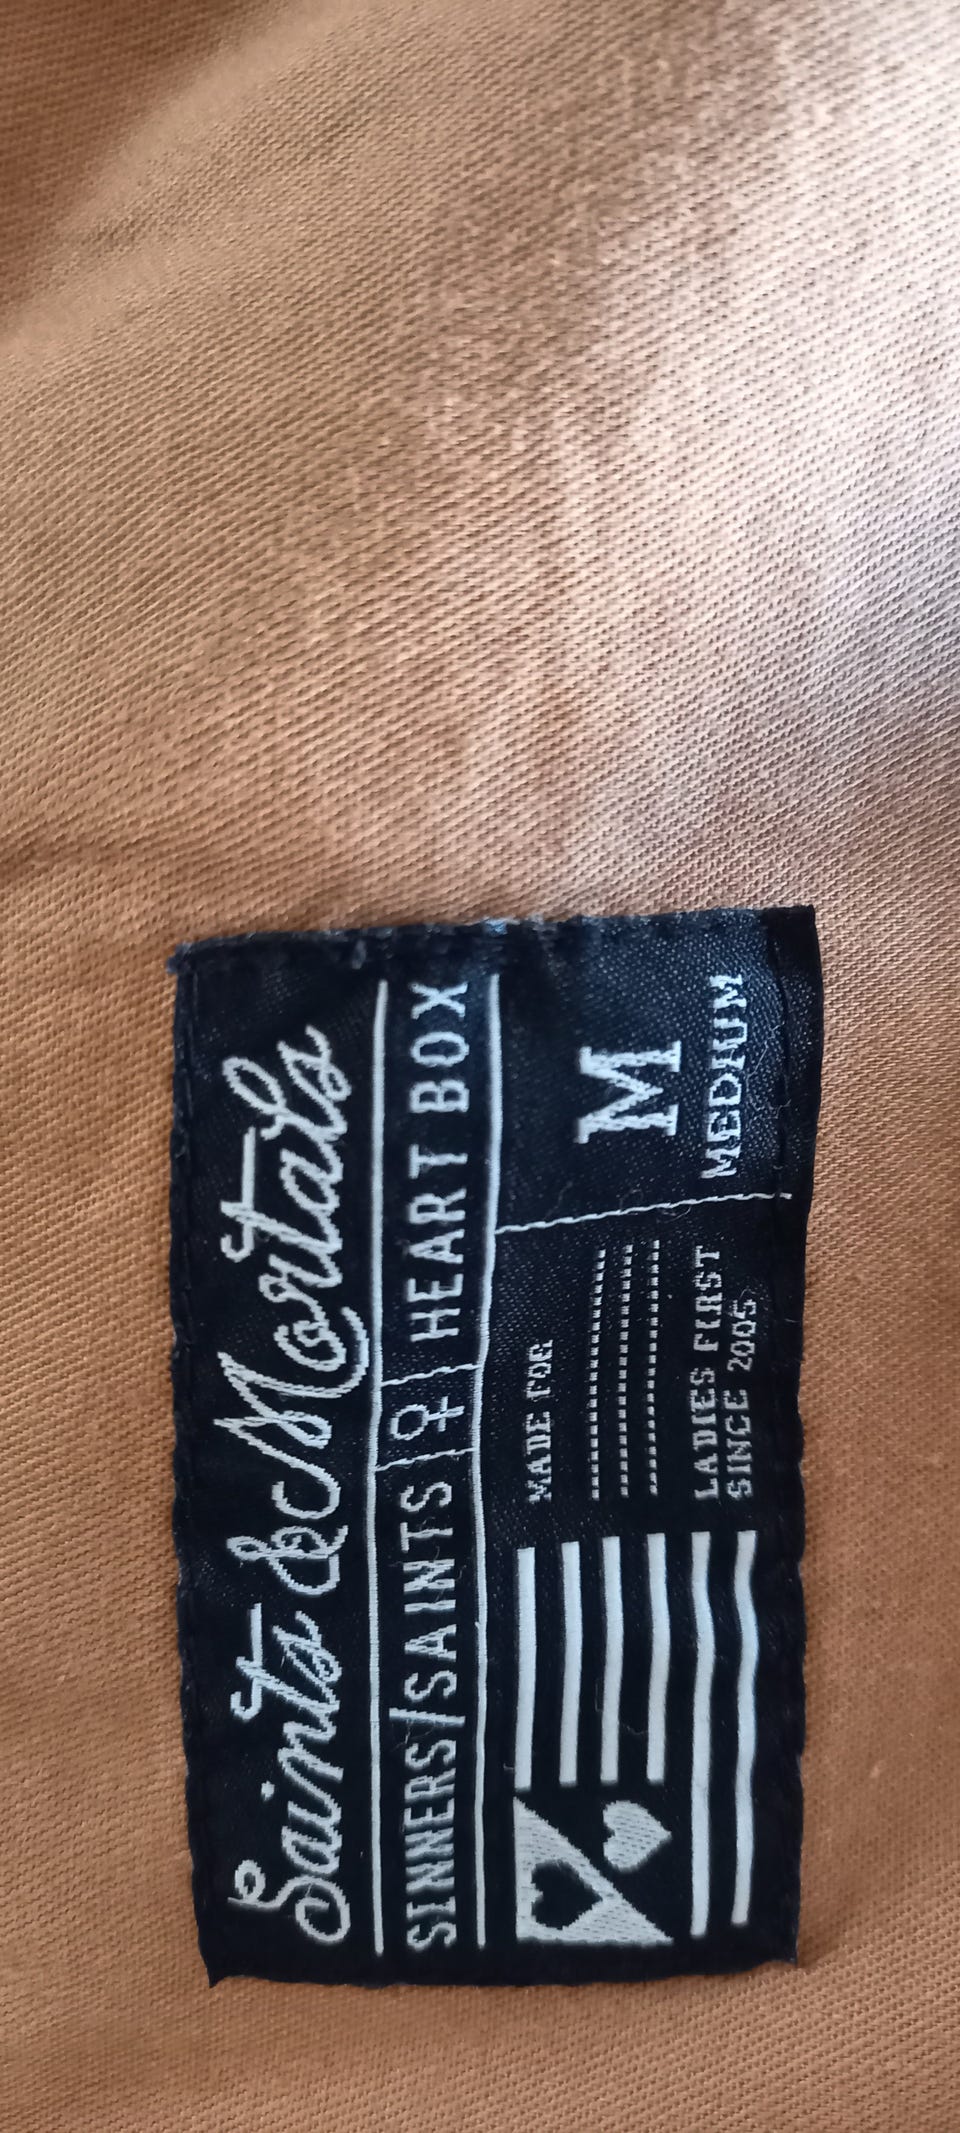 Saints & Mortals
SINNERS/SAINTS ♀ HEART BOX
MADE FOR
LADIES FIRST
SINCE 2005
M
MEDIUM